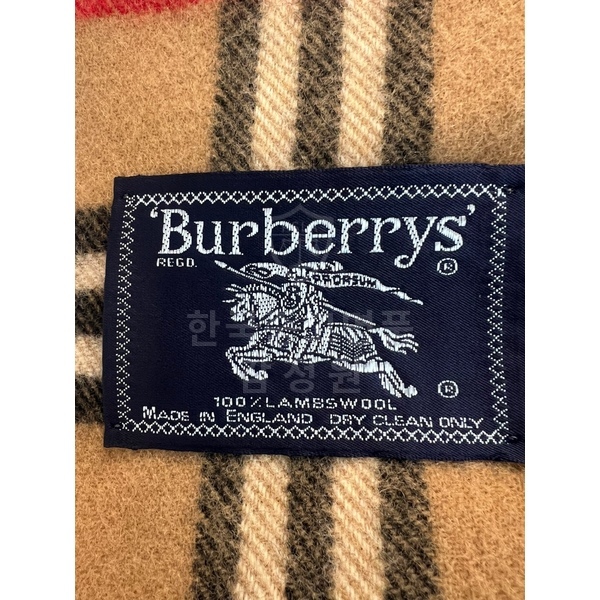 'Burberrys'
REGD.
PRORSUM
®
®
100%LAMBSWOOL
MADE IN ENGLAND DRY CLEAN ONLY